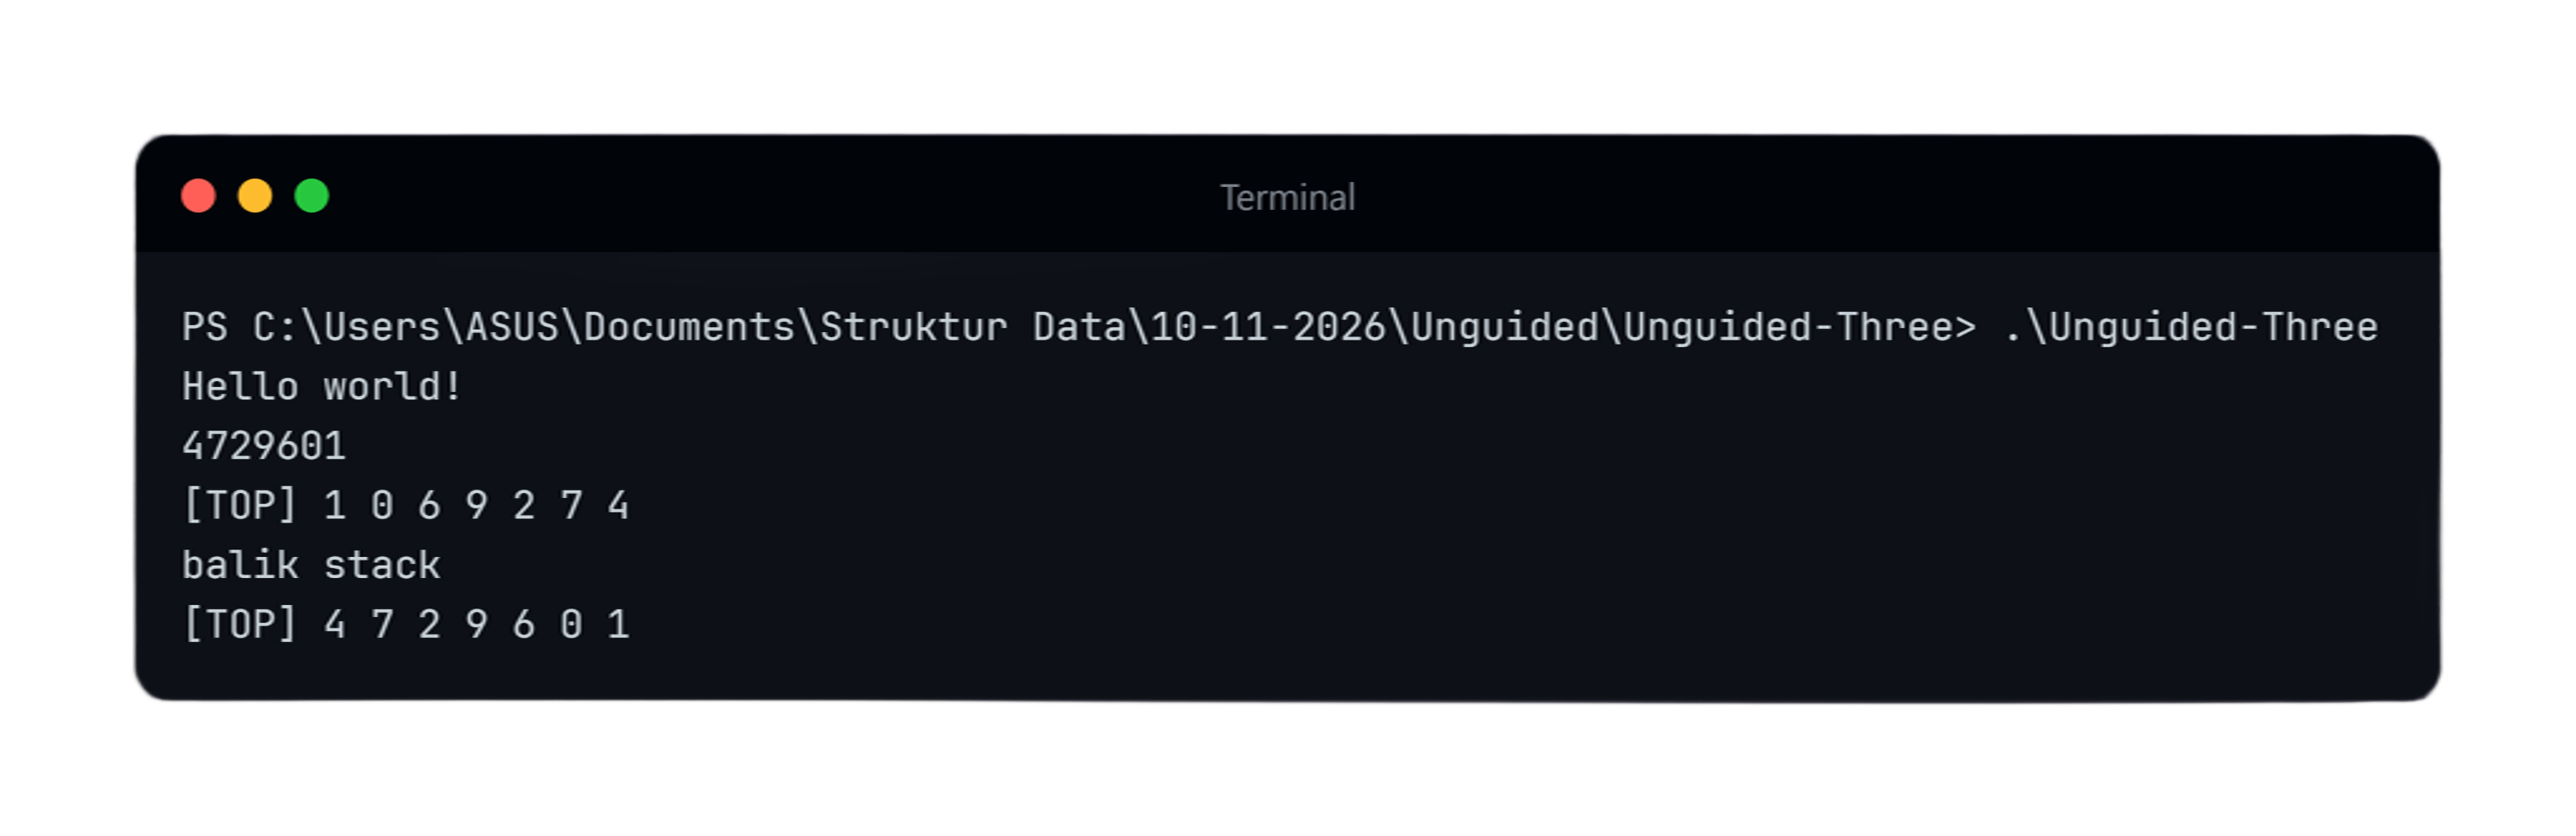 Terminal
PS C:\Users\ASUS\Documents\Struktur Data\10-11-2026\Unguided\Unguided-Three> .\Unguided-Three
Hello world!
4729601
[TOP] 1 0 6 9 2 7 4
balik stack
[TOP] 4 7 2 9 6 0 1